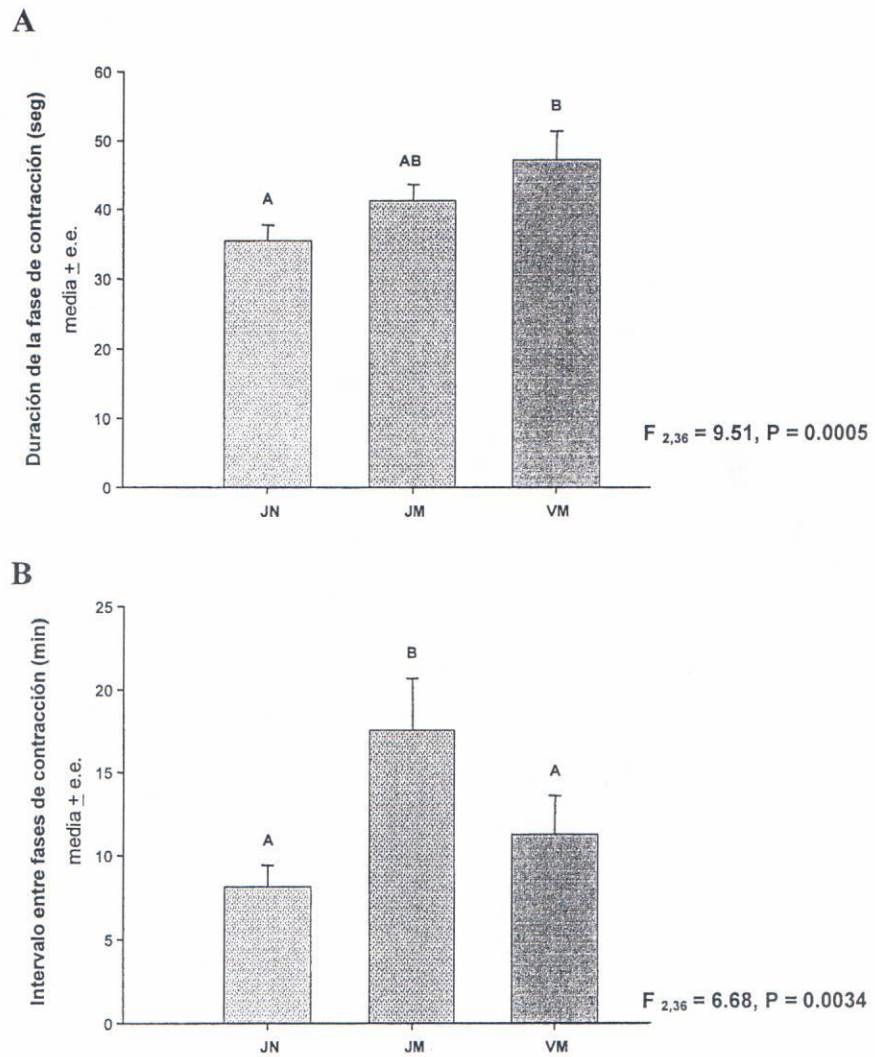 A
Duración de la fase de contracción (seg)
media ± e.e.
60
50
40
30
20
10
0
A
AB
B
JN
JM
VM
F 2,36 = 9.51, P = 0.0005
B
Intervalo entre fases de contracción (min)
media ± e.e.
25
20
15
10
5
0
A
B
A
JN
JM
VM
F 2,36 = 6.68, P = 0.0034